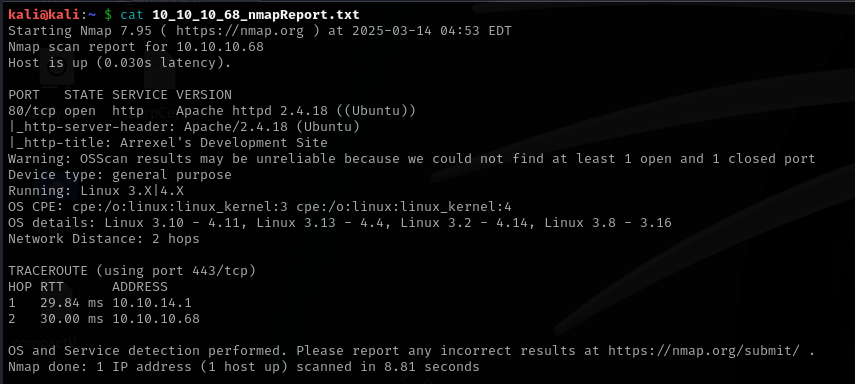 kali@kali:~ $ cat 10_10_10_68_nmapReport.txt
Starting Nmap 7.95 ( https://nmap.org ) at 2025-03-14 04:53 EDT
Nmap scan report for 10.10.10.68
Host is up (0.030s latency).

PORT   STATE SERVICE VERSION
80/tcp open  http    Apache httpd 2.4.18 ((Ubuntu))
|_http-server-header: Apache/2.4.18 (Ubuntu)
|_http-title: Arrexel's Development Site
Warning: OSScan results may be unreliable because we could not find at least 1 open and 1 closed port
Device type: general purpose
Running: Linux 3.X|4.X
OS CPE: cpe:/o:linux:linux_kernel:3 cpe:/o:linux:linux_kernel:4
OS details: Linux 3.10 - 4.11, Linux 3.13 - 4.4, Linux 3.2 - 4.14, Linux 3.8 - 3.16
Network Distance: 2 hops

TRACEROUTE (using port 443/tcp)
HOP RTT      ADDRESS
1   29.84 ms 10.10.14.1
2   30.00 ms 10.10.10.68

OS and Service detection performed. Please report any incorrect results at https://nmap.org/submit/ .
Nmap done: 1 IP address (1 host up) scanned in 8.81 seconds